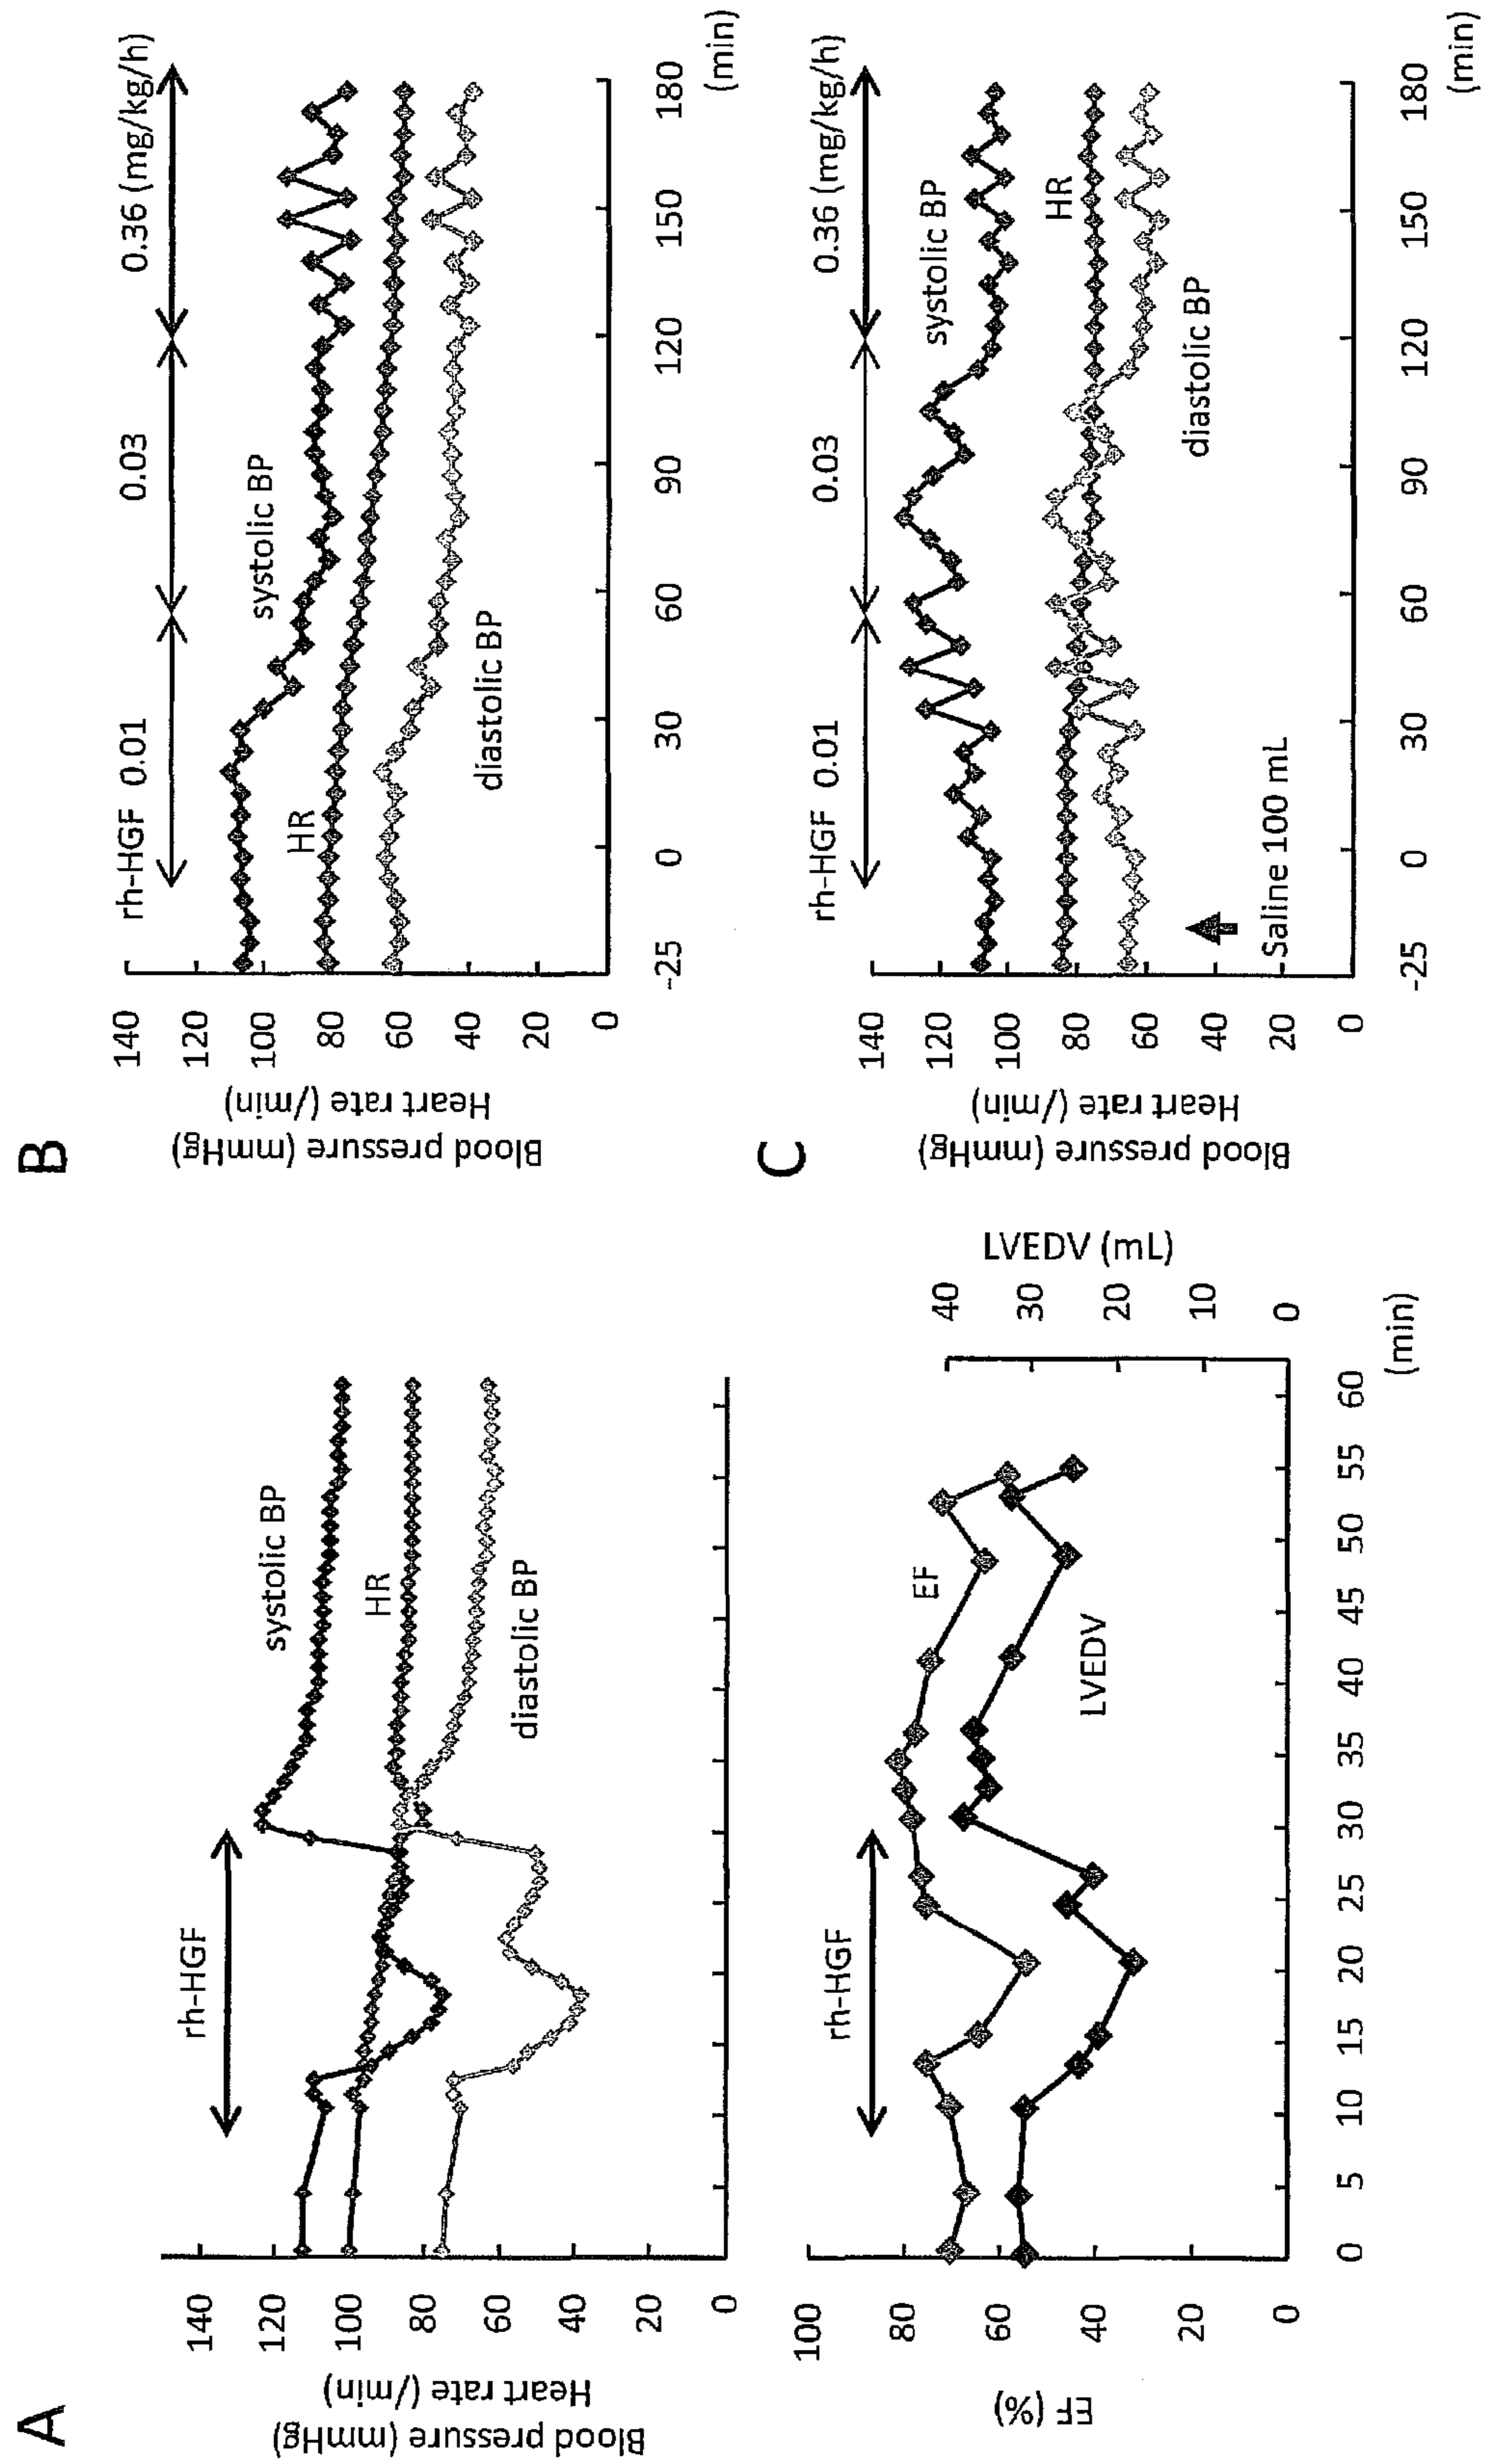 A
Blood pressure (mmHg)
Heart rate (/min)
140
120
100
80
60
40
20
0
rh-HGF
systolic BP
HR
diastolic BP
EF (%)
100
80
60
40
20
0
rh-HGF
EF
LVEDV
LVEDV (mL)
40
30
20
10
0
0 5 10 15 20 25 30 35 40 45 50 55 60
(min)
B
Blood pressure (mmHg)
Heart rate (/min)
140
120
100
80
60
40
20
0
rh-HGF 0.01 0.03 0.36 (mg/kg/h)
systolic BP
HR
diastolic BP
-25 0 30 60 90 120 150 180
(min)
C
Blood pressure (mmHg)
Heart rate (/min)
140
120
100
80
60
40
20
0
rh-HGF 0.01 0.03 0.36 (mg/kg/h)
systolic BP
HR
diastolic BP
Saline 100 mL
-25 0 30 60 90 120 150 180
(min)